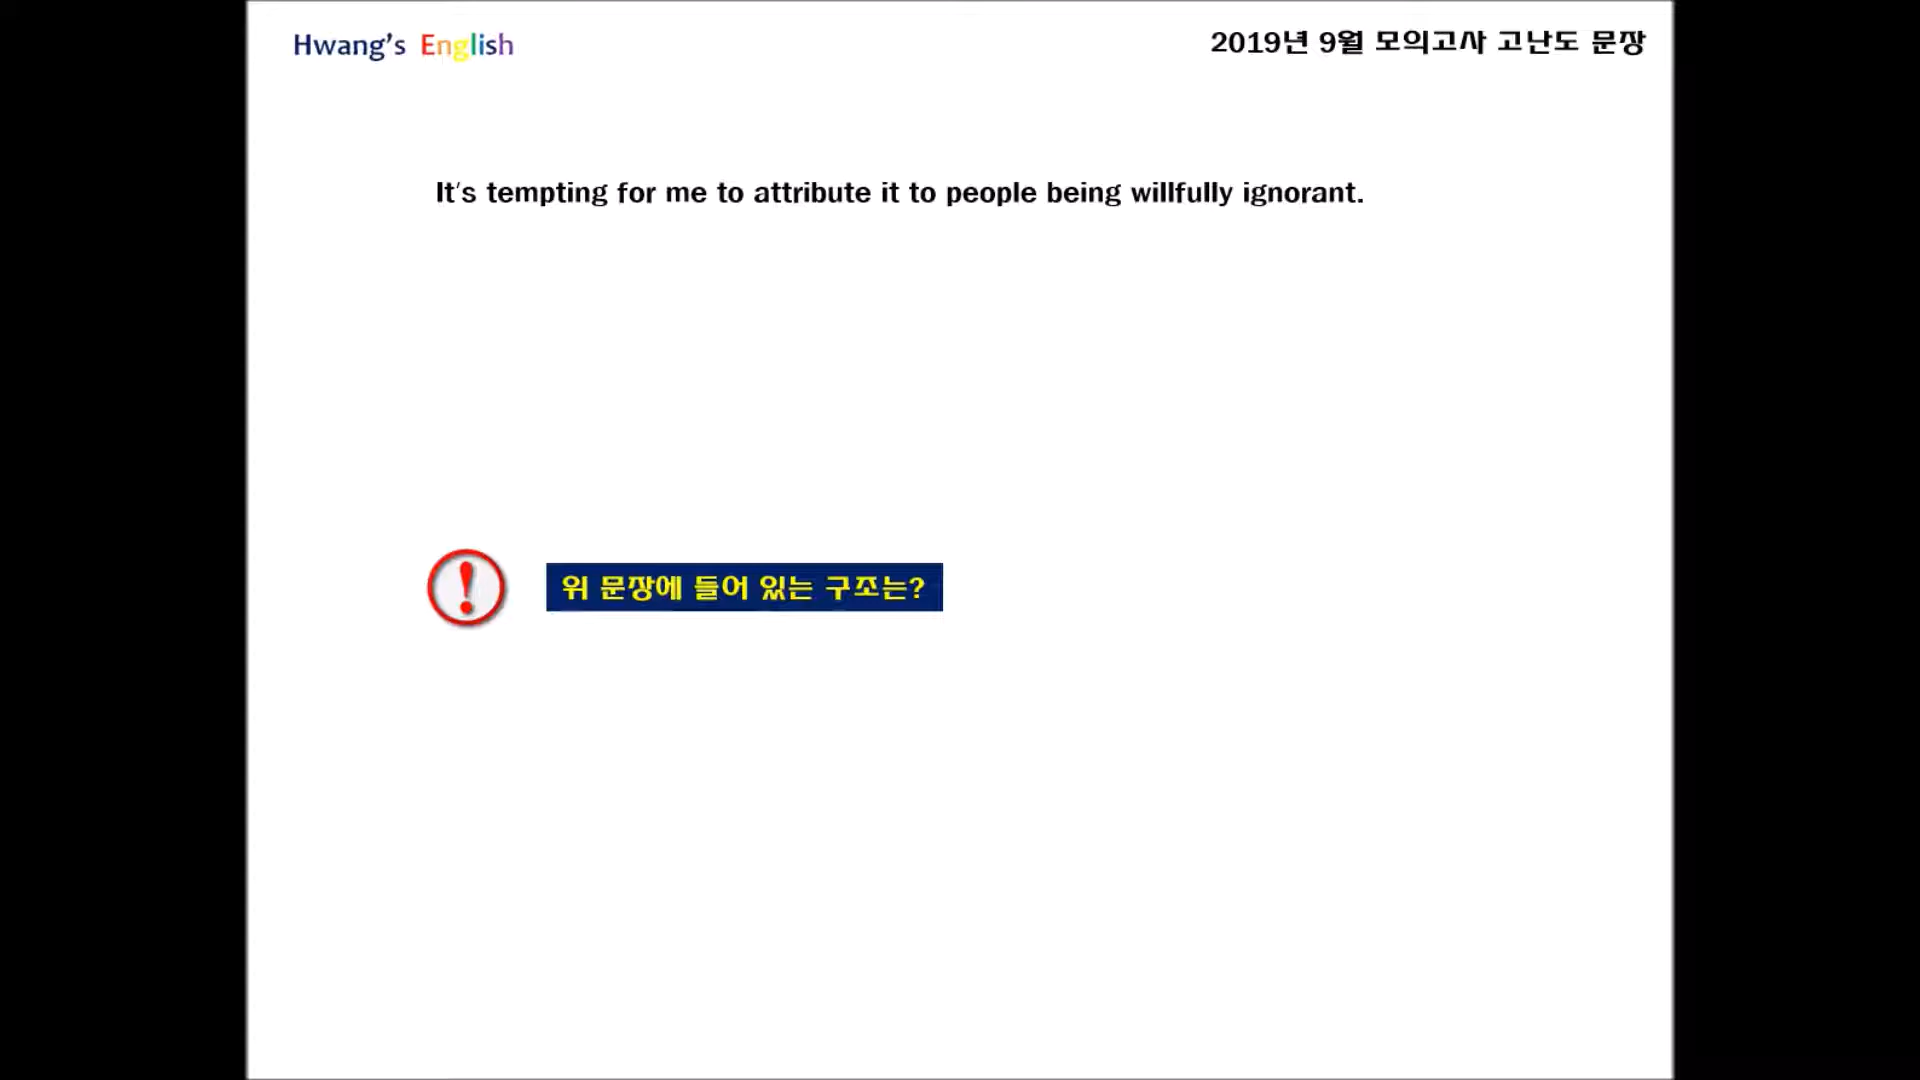 Hwang's English
2019년 9월 모의고사 고난도 문장
It's tempting for me to attribute it to people being willfully ignorant.
위 문장에 들어 있는 구조는?